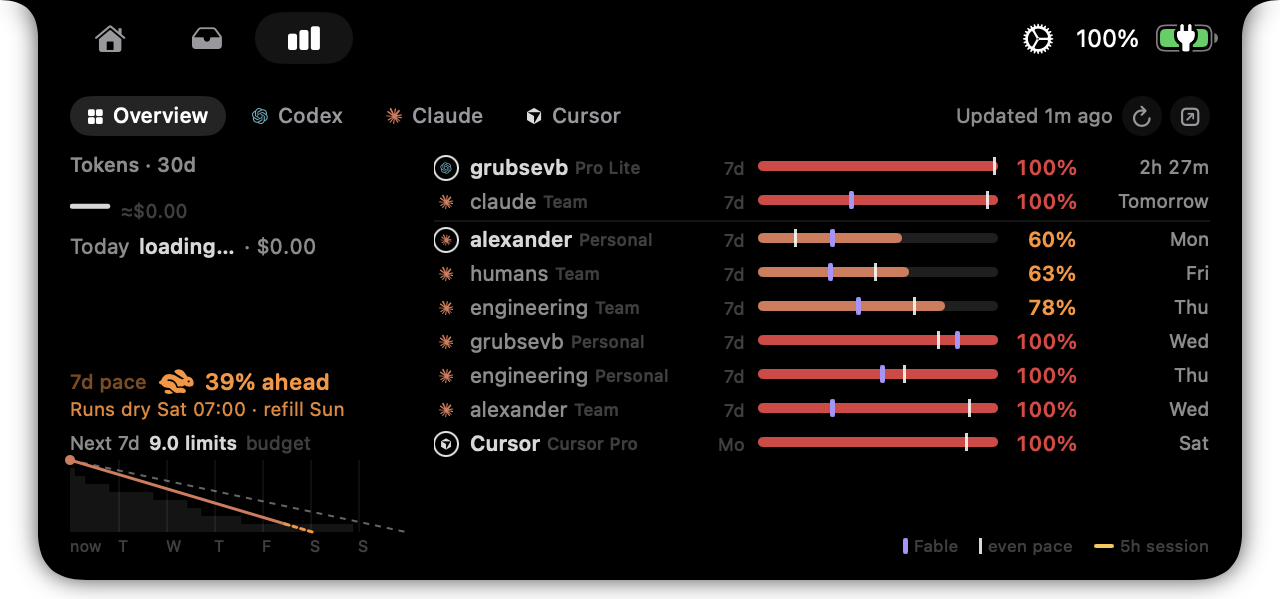 100%
Overview Codex Claude Cursor Updated 1m ago
Tokens · 30d
— ≈$0.00
Today loading... · $0.00
7d pace 39% ahead
Runs dry Sat 07:00 · refill Sun
Next 7d 9.0 limits budget
now T W T F S S
grubsevb Pro Lite 7d 100% 2h 27m
claude Team 7d 100% Tomorrow
alexander Personal 7d 60% Mon
humans Team 7d 63% Fri
engineering Team 7d 78% Thu
grubsevb Personal 7d 100% Wed
engineering Personal 7d 100% Thu
alexander Team 7d 100% Wed
Cursor Cursor Pro Mo 100% Sat
Fable even pace 5h session